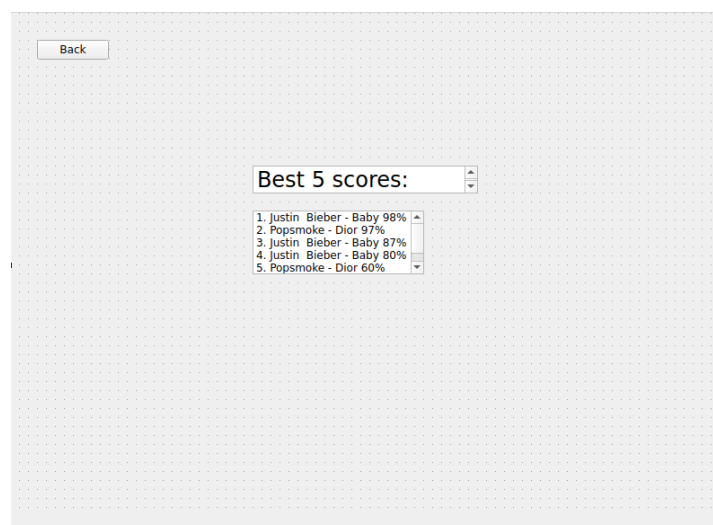 Back
Best 5 scores:
1. Justin  Bieber - Baby 98%
2. Popsmoke - Dior 97%
3. Justin  Bieber - Baby 87%
4. Justin  Bieber - Baby 80%
5. Popsmoke - Dior 60%